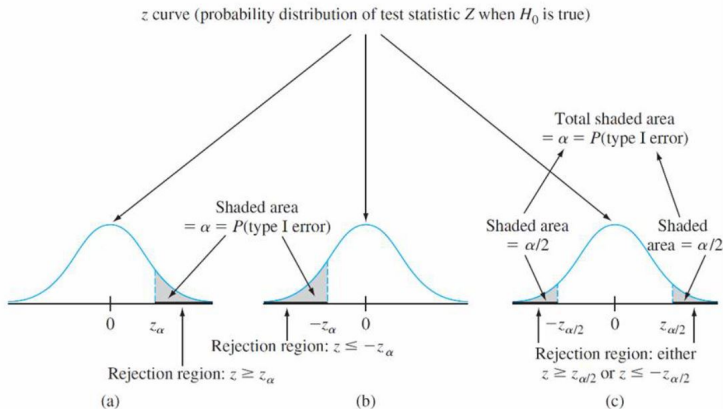 z curve (probability distribution of test statistic Z when H₀ is true)
Total shaded area
= α = P(type I error)
Shaded area
= α = P(type I error)
Shaded area
= α/2
Shaded
area = α/2
0
zα
−zα
0
−zα/2
0
zα/2
Rejection region: z ≤ −zα
Rejection region: z ≥ zα
Rejection region: either
z ≥ zα/2 or z ≤ −zα/2
(a)
(b)
(c)